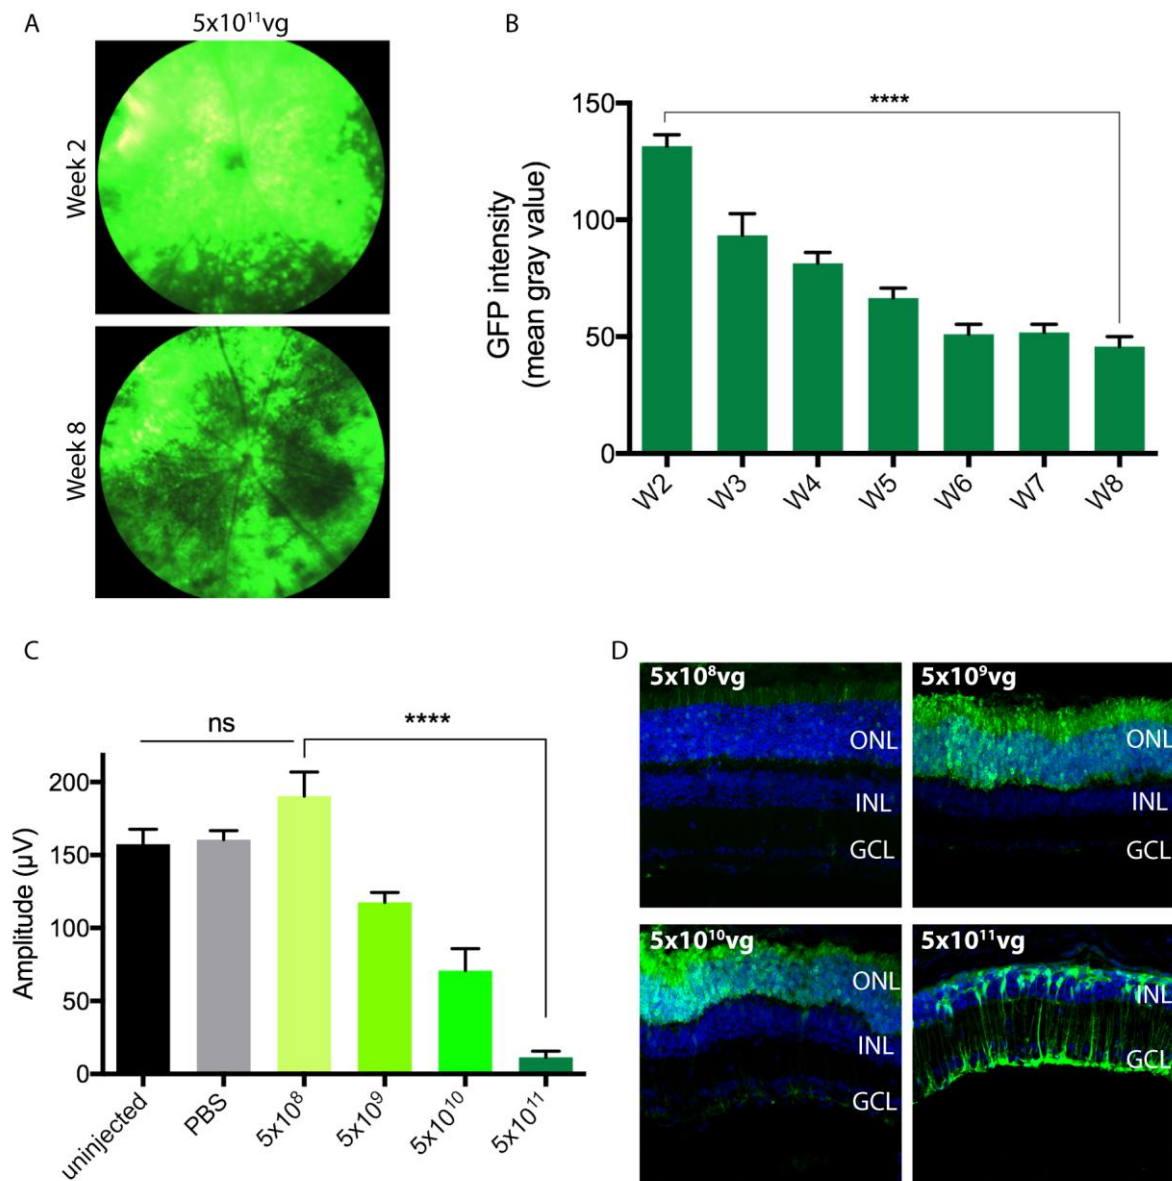 A
5x10¹¹vg
Week 2
Week 8
B
GFP intensity
(mean gray value)
150
100
50
0
****
W2
W3
W4
W5
W6
W7
W8
C
Amplitude (µV)
200
150
100
50
0
ns
****
uninjected
PBS
5x10⁸
5x10⁹
5x10¹⁰
5x10¹¹
D
5x10⁸vg
ONL
INL
GCL
5x10⁹vg
ONL
INL
GCL
5x10¹⁰vg
ONL
INL
GCL
5x10¹¹vg
INL
GCL